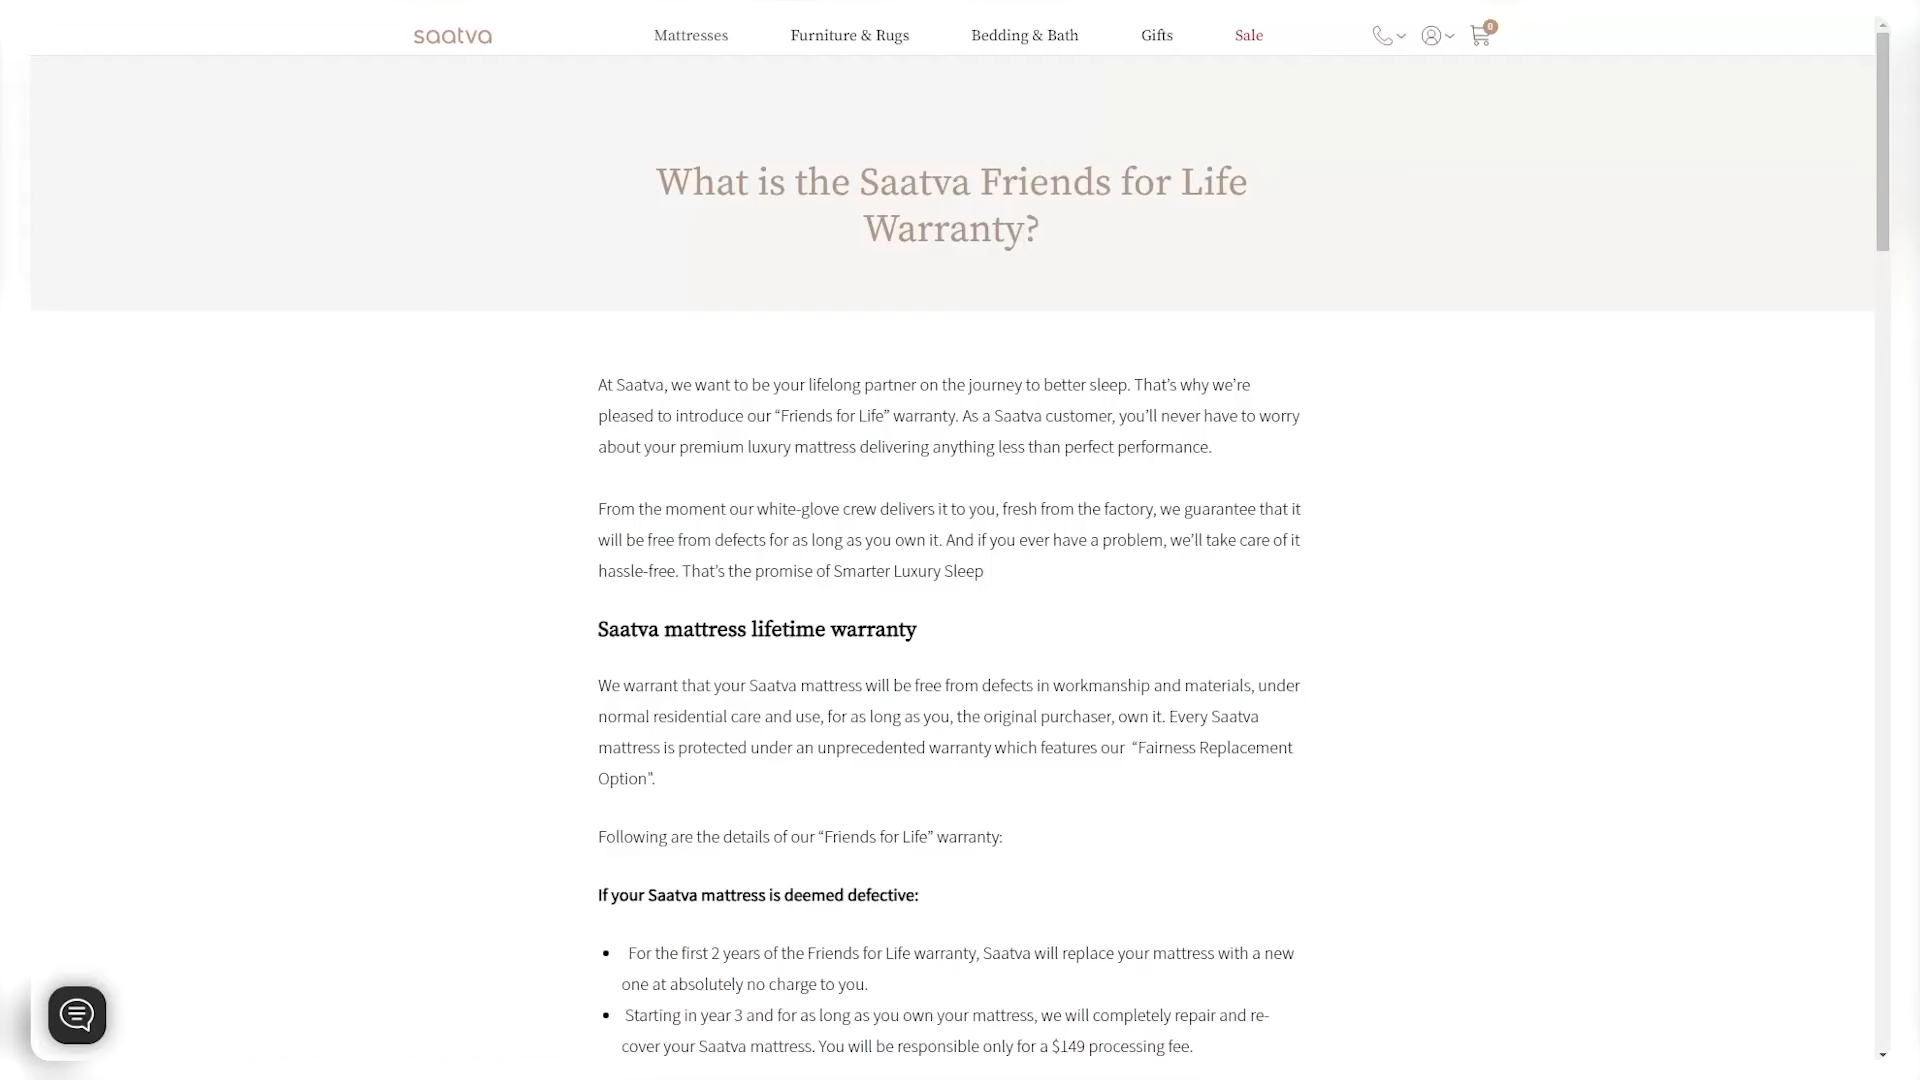 saatva
Mattresses
Furniture & Rugs
Bedding & Bath
Gifts
Sale
0
What is the Saatva Friends for Life
Warranty?
At Saatva, we want to be your lifelong partner on the journey to better sleep. That’s why we’re
pleased to introduce our “Friends for Life” warranty. As a Saatva customer, you’ll never have to worry
about your premium luxury mattress delivering anything less than perfect performance.
From the moment our white-glove crew delivers it to you, fresh from the factory, we guarantee that it
will be free from defects for as long as you own it. And if you ever have a problem, we’ll take care of it
hassle-free. That’s the promise of Smarter Luxury Sleep
Saatva mattress lifetime warranty
We warrant that your Saatva mattress will be free from defects in workmanship and materials, under
normal residential care and use, for as long as you, the original purchaser, own it. Every Saatva
mattress is protected under an unprecedented warranty which features our “Fairness Replacement
Option”.
Following are the details of our “Friends for Life” warranty:
If your Saatva mattress is deemed defective:
• For the first 2 years of the Friends for Life warranty, Saatva will replace your mattress with a new
one at absolutely no charge to you.
• Starting in year 3 and for as long as you own your mattress, we will completely repair and re-
cover your Saatva mattress. You will be responsible only for a $149 processing fee.